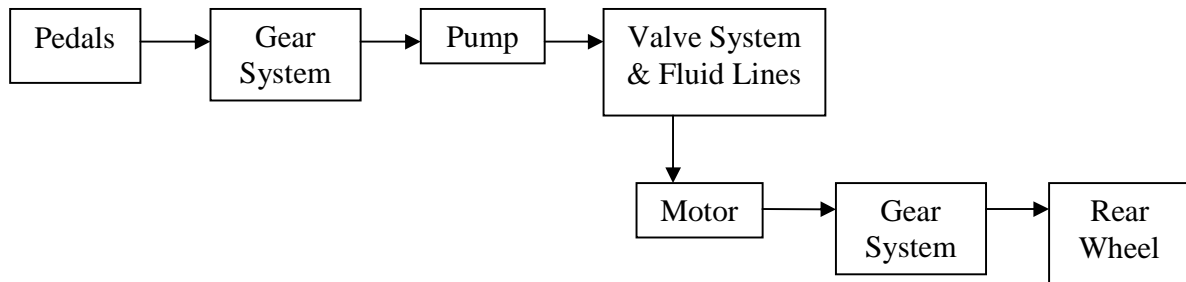 Pedals
Gear
System
Pump
Valve System
& Fluid Lines
Motor
Gear
System
Rear
Wheel